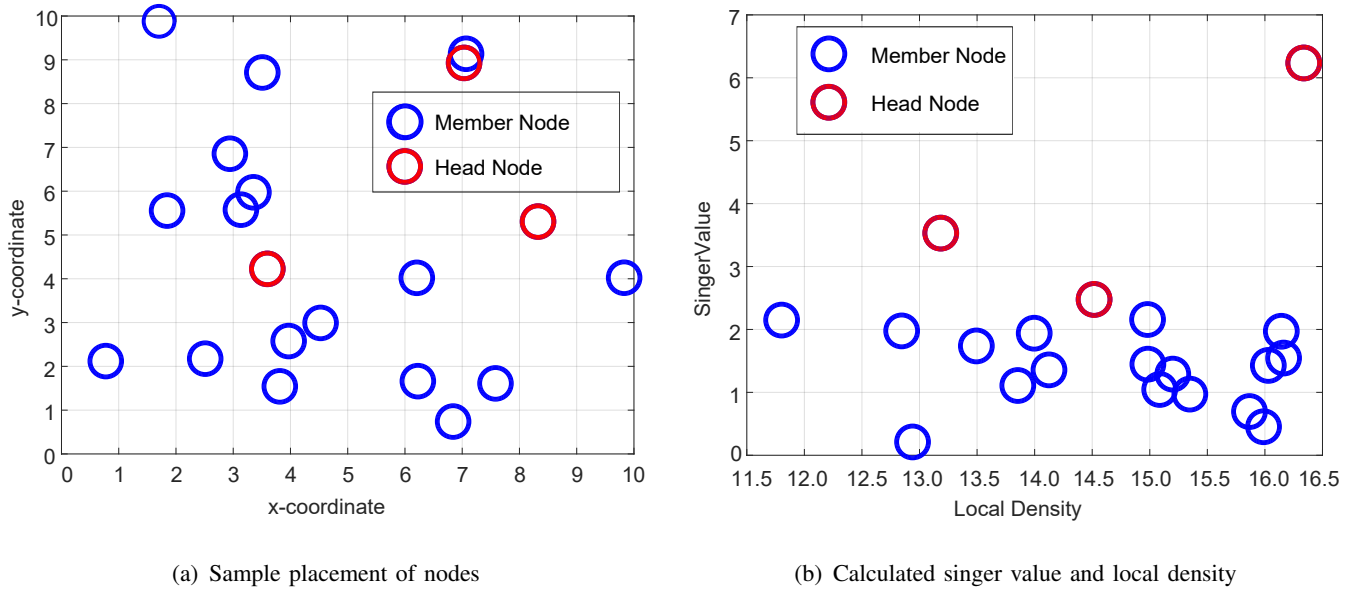 10
9
8
7
6
5
4
3
2
1
0
y-coordinate
Member Node
Head Node
0 1 2 3 4 5 6 7 8 9 10
x-coordinate
(a) Sample placement of nodes
7
6
5
4
3
2
1
0
SingerValue
Member Node
Head Node
11.5 12.0 12.5 13.0 13.5 14.0 14.5 15.0 15.5 16.0 16.5
Local Density
(b) Calculated singer value and local density